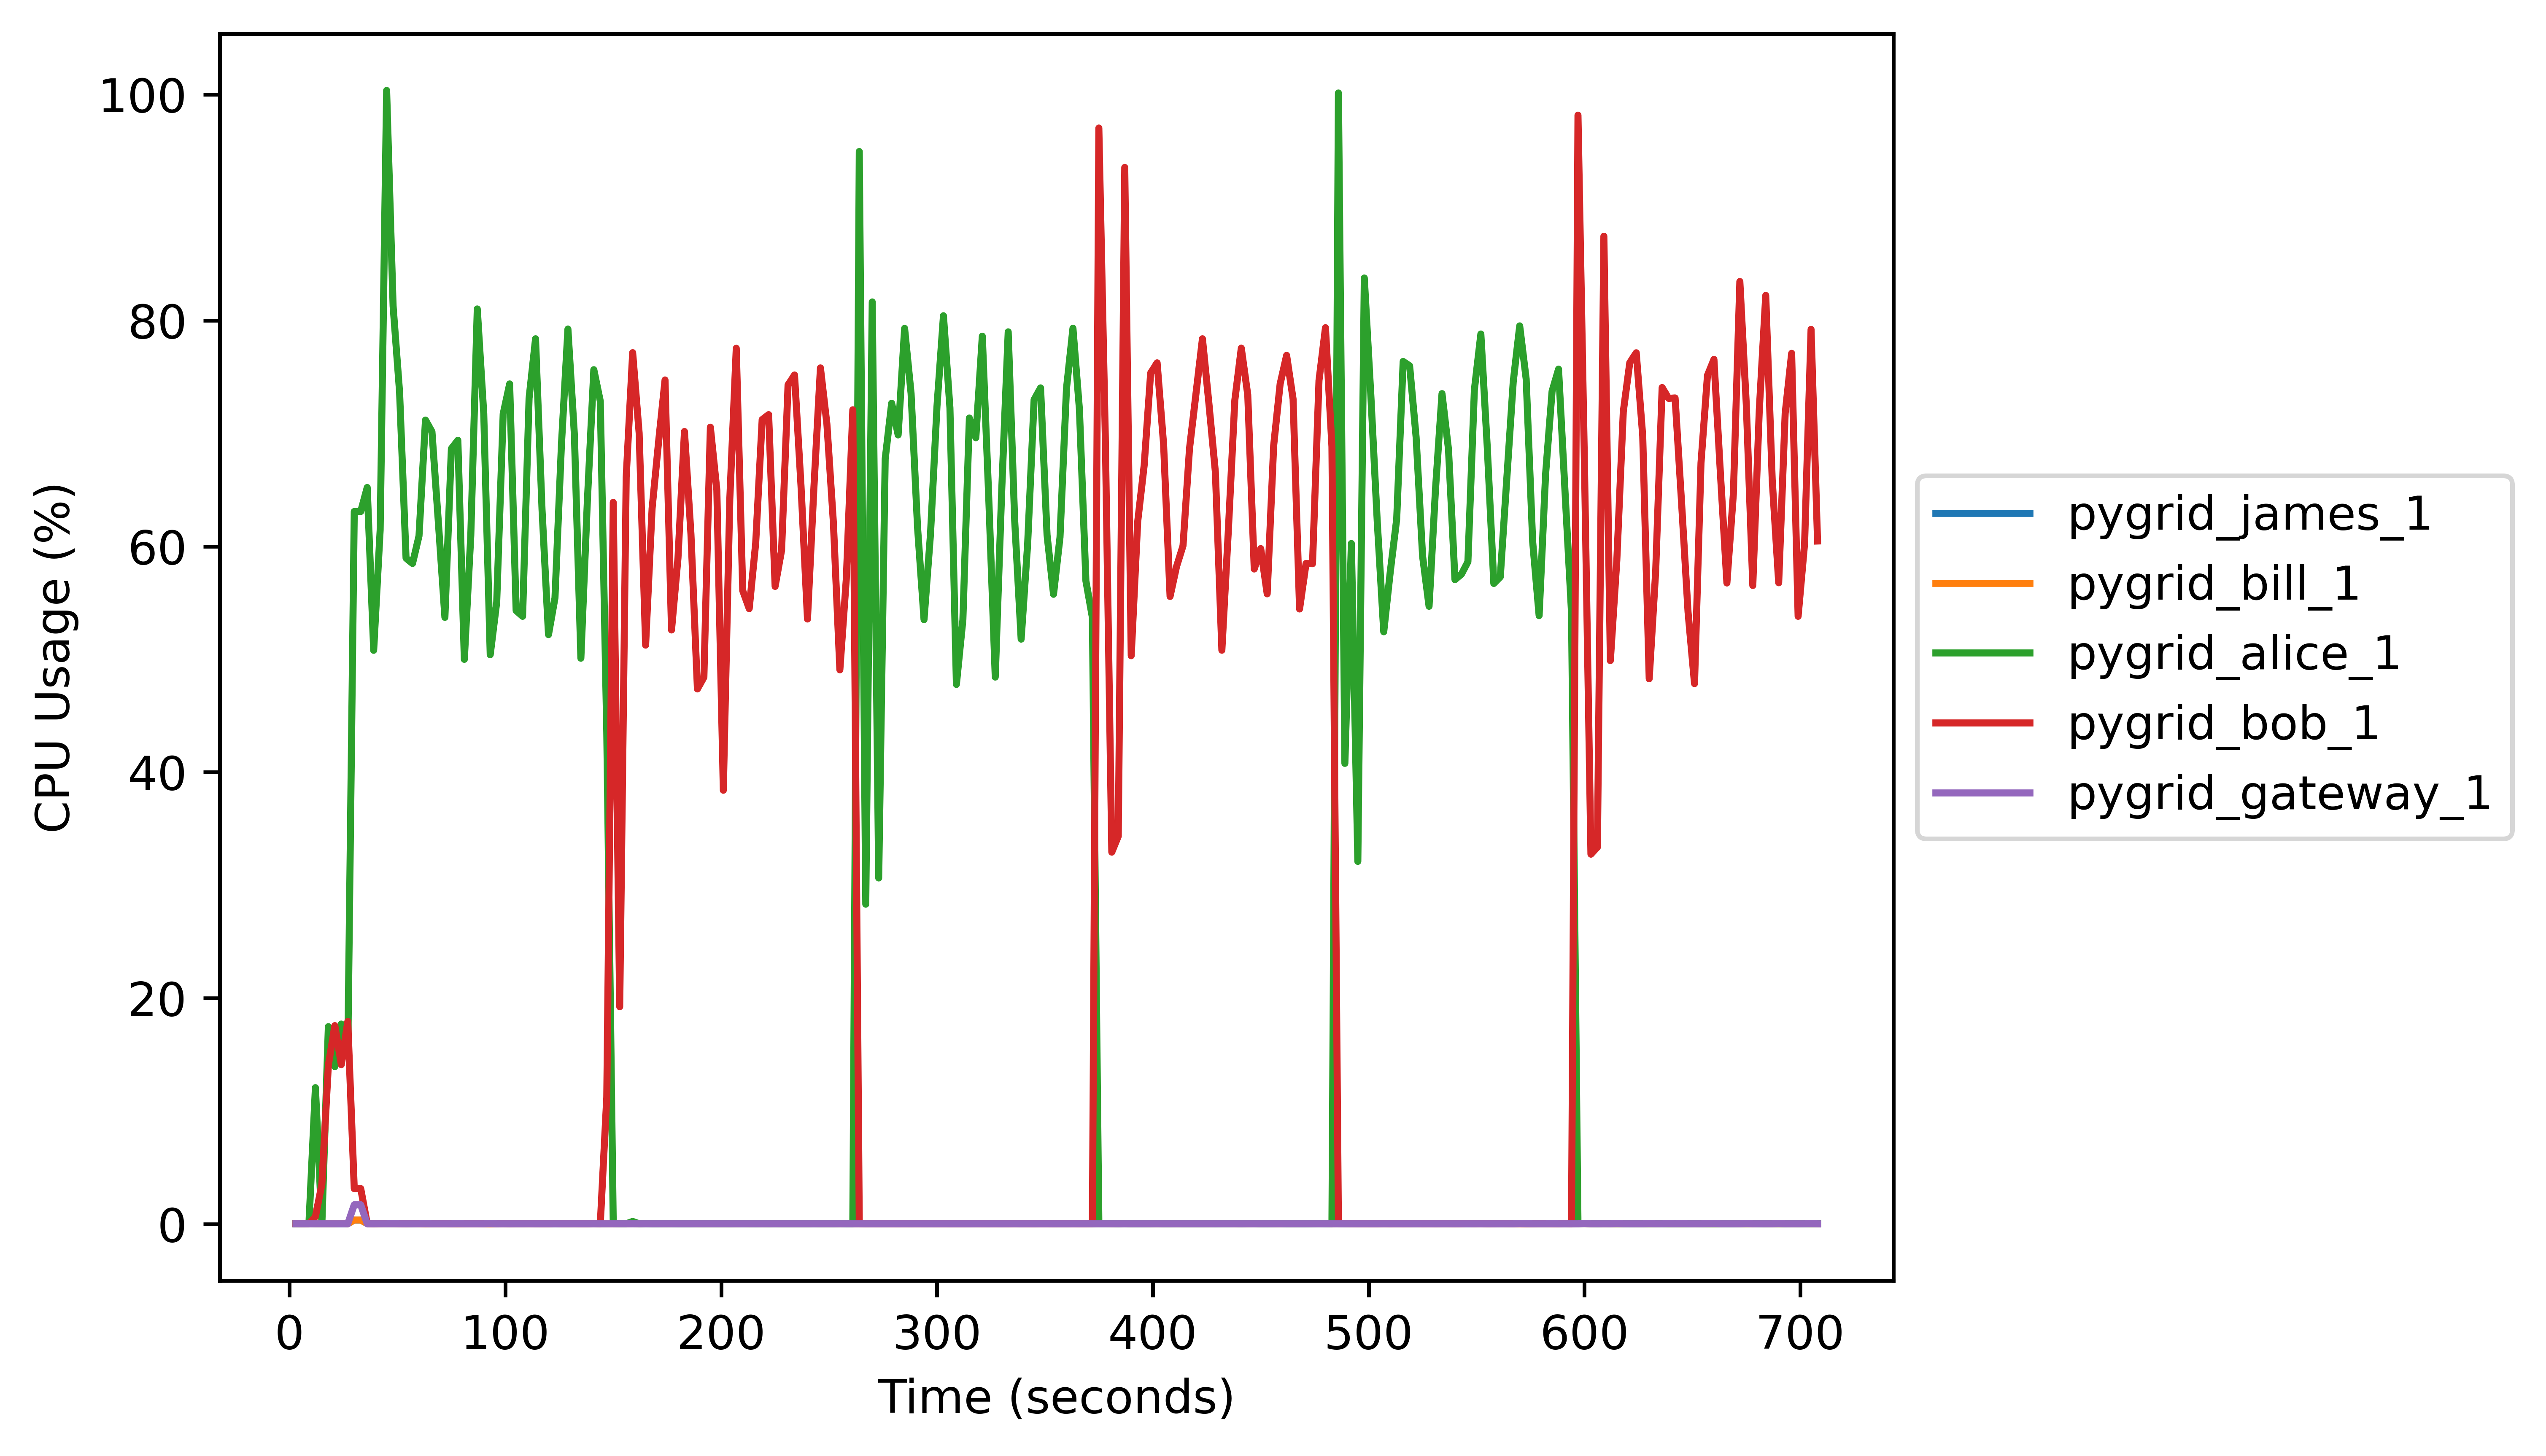 100
80
60
40
20
0
CPU Usage (%)
0 100 200 300 400 500 600 700
Time (seconds)
pygrid_james_1
pygrid_bill_1
pygrid_alice_1
pygrid_bob_1
pygrid_gateway_1